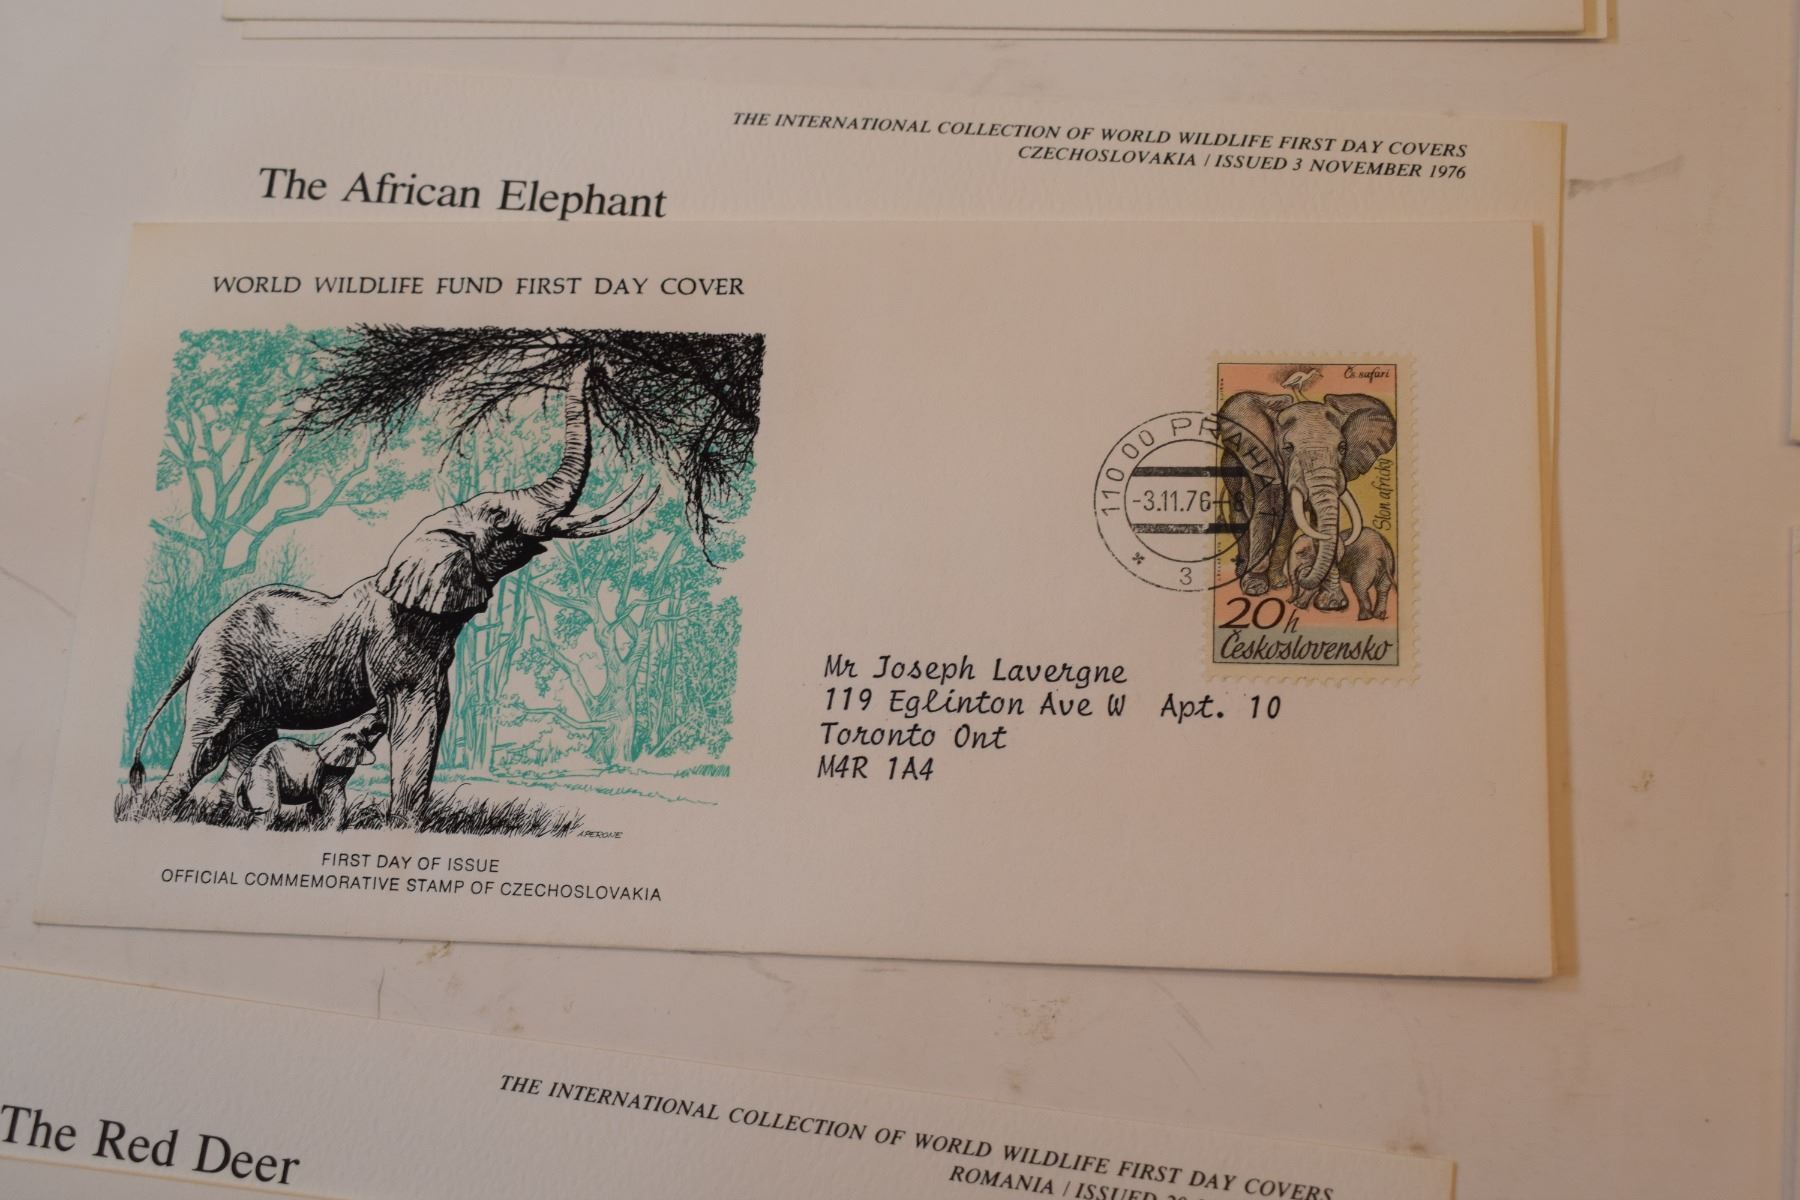 THE INTERNATIONAL COLLECTION OF WORLD WILDLIFE FIRST DAY COVERS
CZECHOSLOVAKIA / ISSUED 3 NOVEMBER 1976
The African Elephant
WORLD WILDLIFE FUND FIRST DAY COVER
A.PERONE
FIRST DAY OF ISSUE
OFFICIAL COMMEMORATIVE STAMP OF CZECHOSLOVAKIA
Čs. safari
Slon africký
20h
Československo
110 00 PRAHA 1
-3.11.76-8
3
Mr Joseph Lavergne
119 Eglinton Ave W Apt. 10
Toronto Ont
M4R 1A4
THE INTERNATIONAL COLLECTION OF WORLD WILDLIFE FIRST DAY COVERS
ROMANIA / ISSUED
The Red Deer